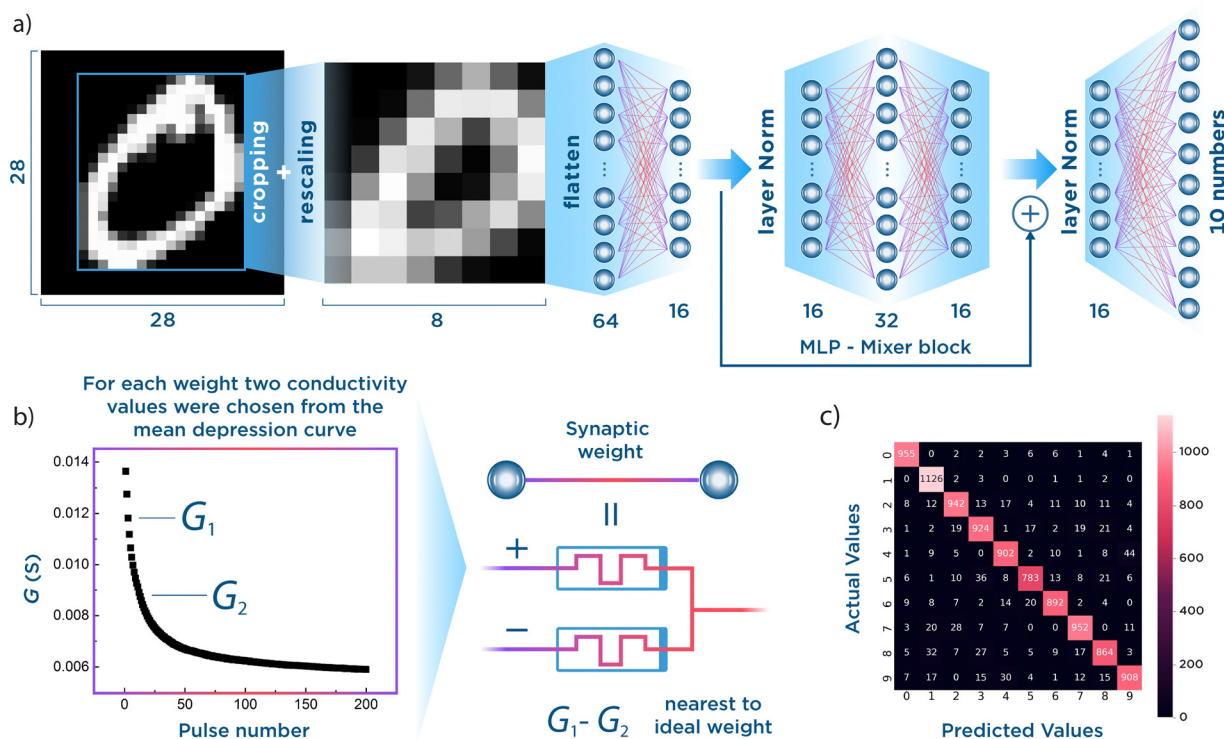 a)
28
28
cropping
+
rescaling
8
flatten
64
16
layer Norm
16
32
16
MLP - Mixer block
+
layer Norm
16
10 numbers
For each weight two conductivity
values were chosen from the
mean depression curve
b)
G (S)
0.014
0.012
0.010
0.008
0.006
G1
G2
0 50 100 150 200
Pulse number
Synaptic
weight
=
+
−
G1- G2
nearest to
ideal weight
c)
Actual Values
0 955 0 2 2 3 6 6 1 4 1
1 0 1126 2 3 0 0 1 1 2 0
2 8 12 942 13 17 4 11 10 11 4
3 1 2 19 924 1 17 2 19 21 4
4 1 9 5 0 902 2 10 1 8 44
5 6 1 10 36 8 783 13 8 21 6
6 9 8 7 2 14 20 892 2 4 0
7 3 20 28 7 7 0 0 952 0 11
8 5 32 7 27 5 5 9 17 864 3
9 7 17 0 15 30 4 1 12 15 908
0 1 2 3 4 5 6 7 8 9
Predicted Values
1000
800
600
400
200
0